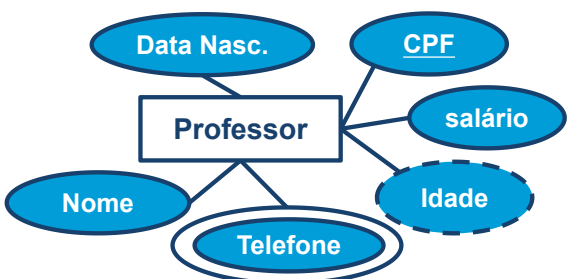 Data Nasc.
CPF
salário
Professor
Idade
Nome
Telefone